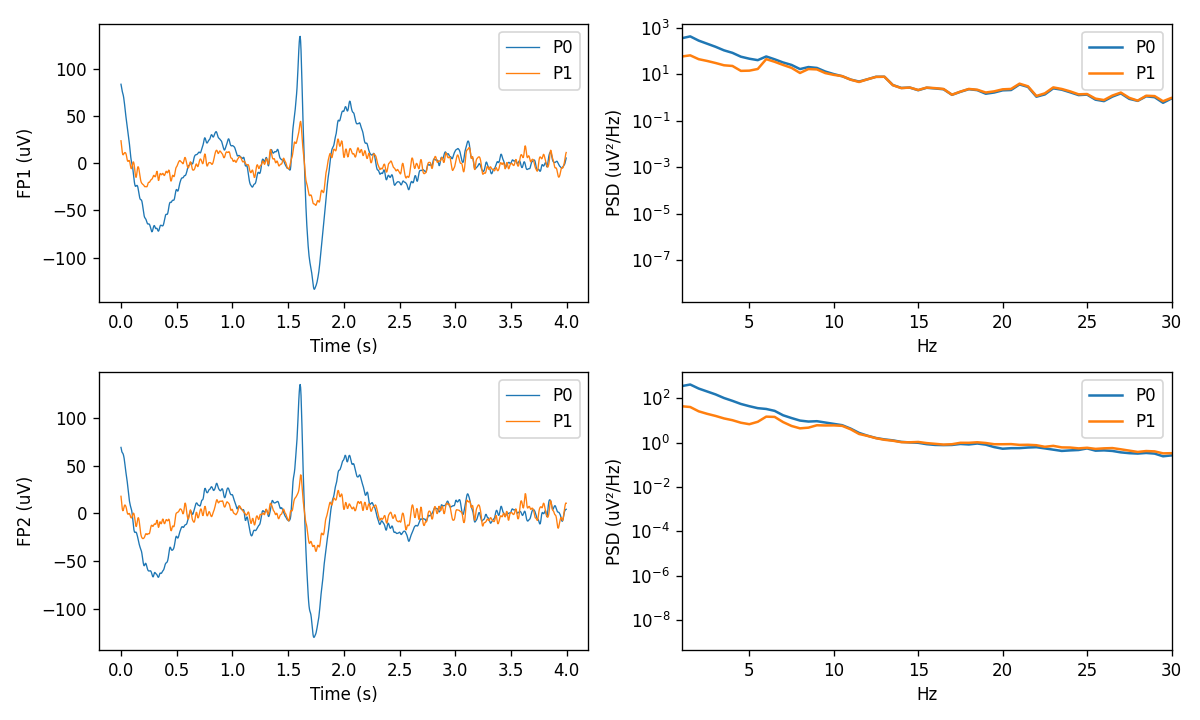 FP1 (uV)
100
50
0
−50
−100
0.0 0.5 1.0 1.5 2.0 2.5 3.0 3.5 4.0
Time (s)
P0
P1
PSD (uV²/Hz)
10³
10¹
10⁻¹
10⁻³
10⁻⁵
10⁻⁷
5 10 15 20 25 30
Hz
P0
P1
FP2 (uV)
100
50
0
−50
−100
0.0 0.5 1.0 1.5 2.0 2.5 3.0 3.5 4.0
Time (s)
P0
P1
PSD (uV²/Hz)
10²
10⁰
10⁻²
10⁻⁴
10⁻⁶
10⁻⁸
5 10 15 20 25 30
Hz
P0
P1